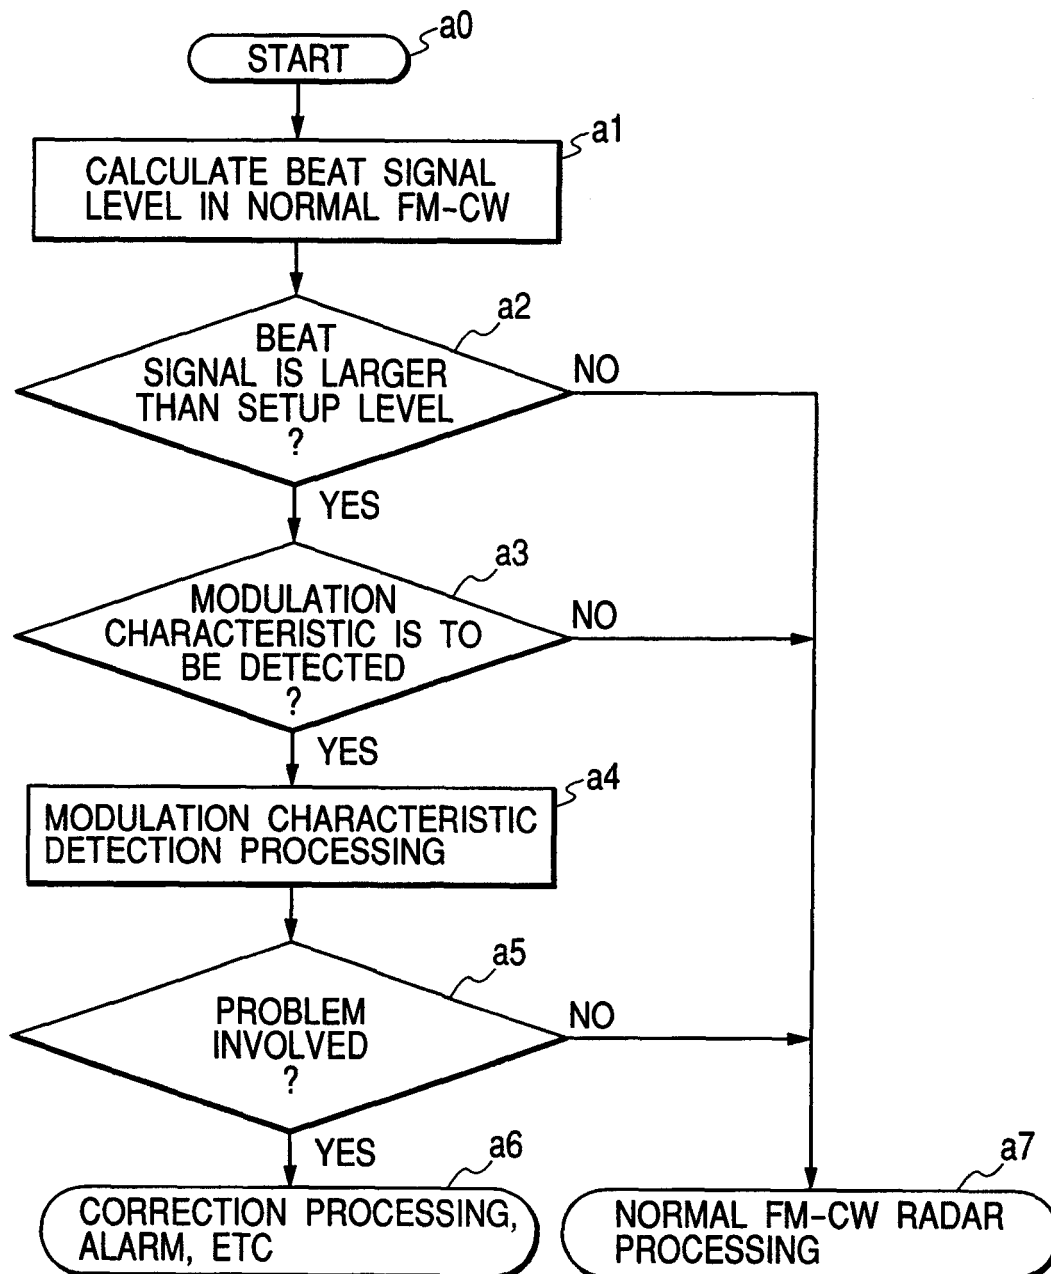 a0
START
a1
CALCULATE BEAT SIGNAL
LEVEL IN NORMAL FM-CW
a2
BEAT
SIGNAL IS LARGER
THAN SETUP LEVEL
?
NO
YES
a3
MODULATION
CHARACTERISTIC IS TO
BE DETECTED
?
NO
YES
a4
MODULATION CHARACTERISTIC
DETECTION PROCESSING
a5
PROBLEM
INVOLVED
?
NO
YES
a6
CORRECTION PROCESSING,
ALARM, ETC
a7
NORMAL FM-CW RADAR
PROCESSING